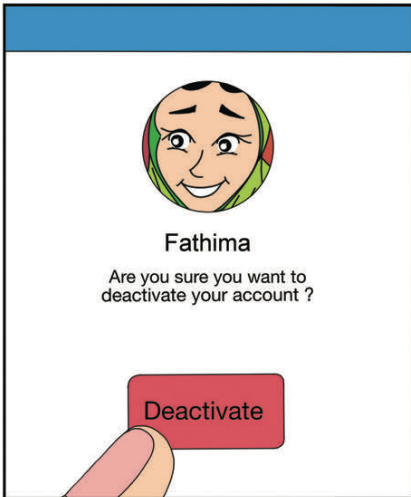 Fathima
Are you sure you want to
deactivate your account ?
Deactivate